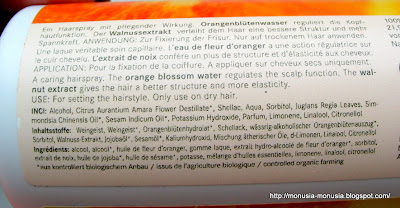 Ein Haarspray mit pflegender Wirkung. Orangenblütenwasser reguliert die Kopf-
hautfunktion. Der Walnussextrakt verleiht dem Haar eine bessere Struktur und mehr
Spannkraft. ANWENDUNG: Zur Fixierung der Frisur. Nur auf trockenem Haar anwenden.
Une laque véritable soin capillaire. L'eau de fleur d'oranger a une action régulatrice sur
le cuir chevelu. L'extrait de noix confère un plus de structure et d'élasticité aux cheveux.
APPLICATION: Pour la fixation de la coiffure. A appliquer sur cheveux secs uniquement.
A caring hairspray. The orange blossom water regulates the scalp function. The wal-
nut extract gives the hair a better structure and more elasticity.
USE: For setting the hairstyle. Only use on dry hair.
INCI: Alcohol, Citrus Aurantium Amara Flower Destillate*, Shellac, Aqua, Sorbitol, Juglans Regia Leaves, Sim-
mondsia Chinensis Oil*, Sesam Indicum Oil*, Potassium Hydroxide, Parfum, Limonene, Linalool, Citronellol
Inhaltsstoffe: Weingeist, Weingeist*, Orangenblütenhydrolat*, Schellack, wässrig-alkoholischer Orangenblütenauszug*,
Sorbitol, Walnuss Extrakt, Jojobaöl*, Sesamöl*, Kaliumhydroxid, Mischung ätherischer Öle, d-Limonen, Linalool, Citronellol
Ingrédients: alcool, alcool*, huile de fleur d'oranger, gomme laque, extrait hydro-alcoolique de fleur d'oranger*, sorbitol,
extrait de noix, huile de jojoba*, huile de sésame*, potasse, mélange d'huiles essentielles, limonene, linalool, citronellol
*aus kontrolliert biologischem Anbau / issus de l'agriculture biologique / controlled organic farming
http://monusia-monusia.blogspot.com/